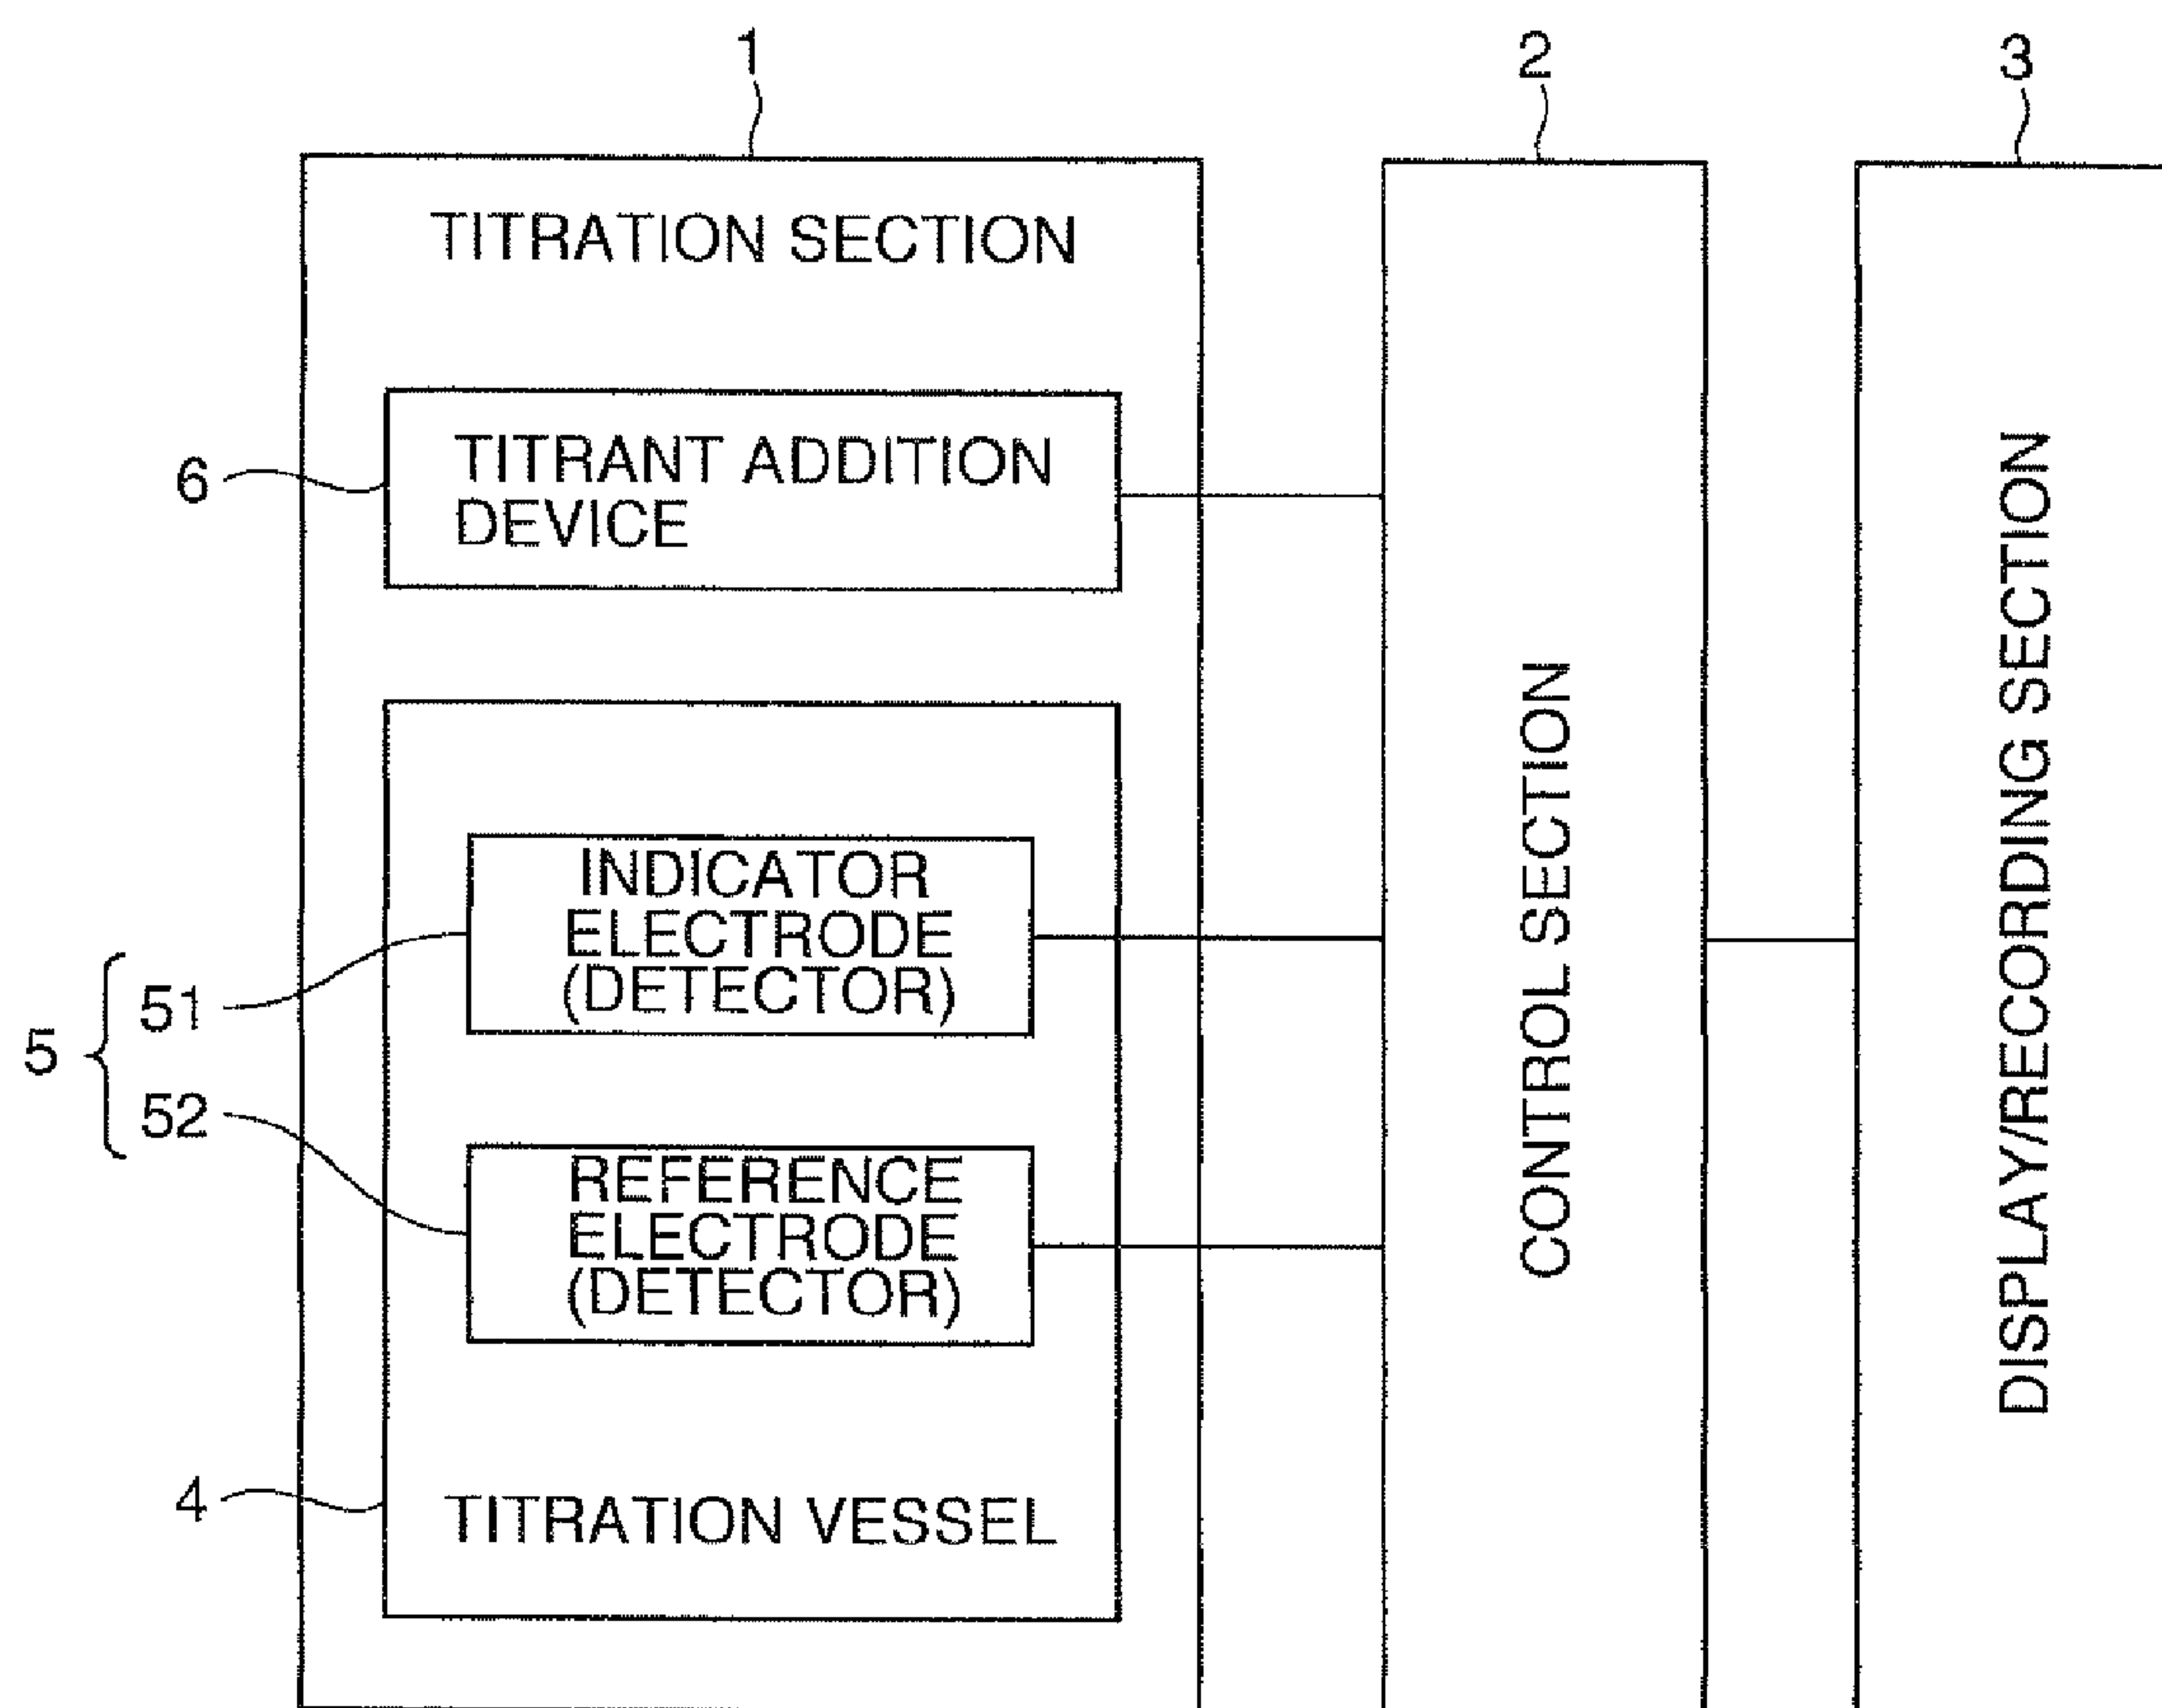 1
2
3
TITRATION SECTION
6
TITRANT ADDITION
DEVICE
INDICATOR
ELECTRODE
(DETECTOR)
5
51
52
REFERENCE
ELECTRODE
(DETECTOR)
4
TITRATION VESSEL
CONTROL SECTION
DISPLAY/RECORDING SECTION